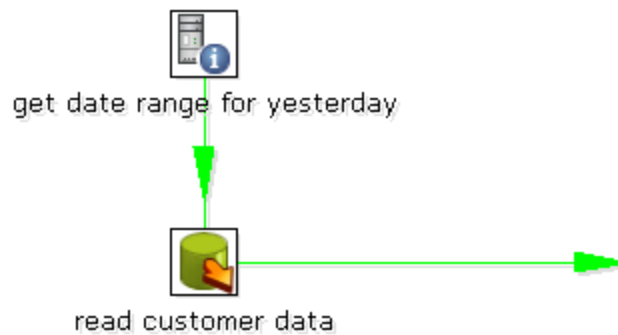 get date range for yesterday
read customer data